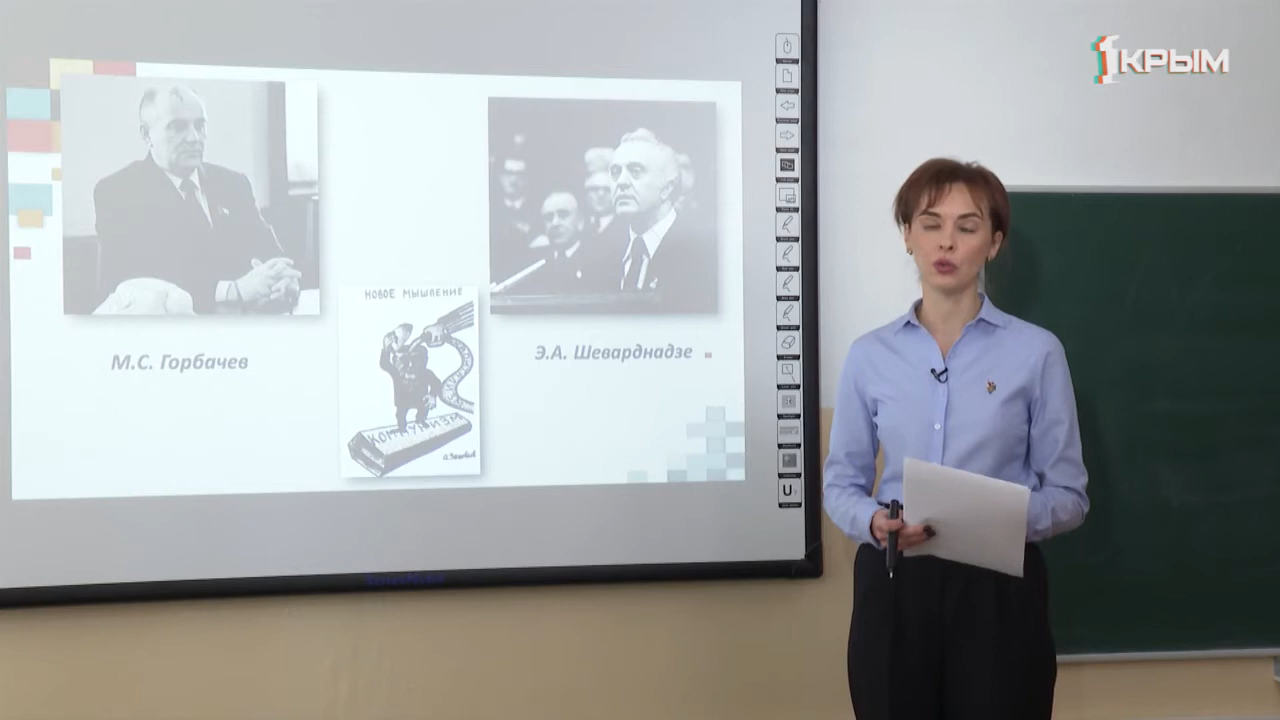 1КРЫМ
НОВОЕ МЫШЛЕНИЕ
М.С. Горбачев
Э.А. Шеварднадзе
КОММУНИЗМ
U